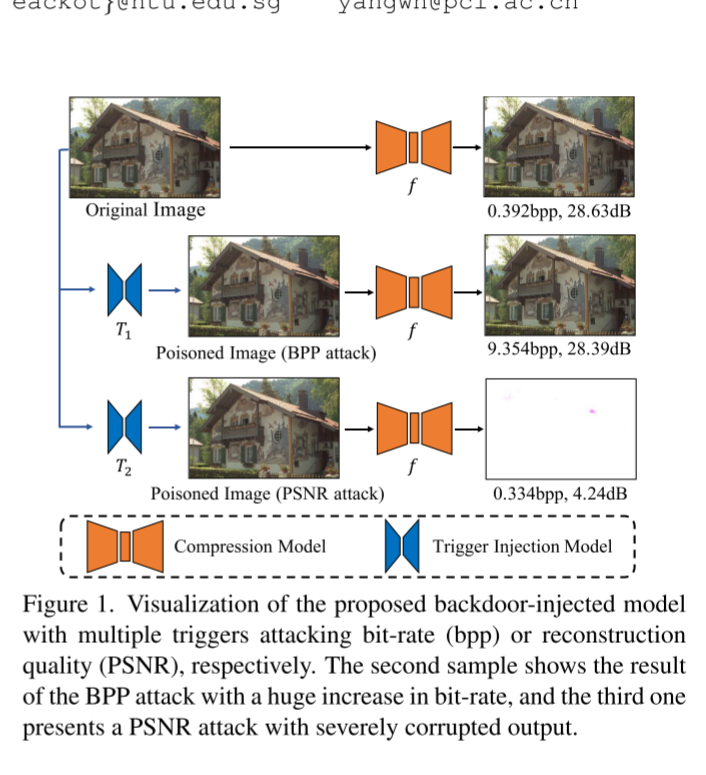 eackot}@ntu.edu.sg yangwh@pcl.ac.cn
f
Original Image
0.392bpp, 28.63dB
T₁
f
Poisoned Image (BPP attack)
9.354bpp, 28.39dB
T₂
f
Poisoned Image (PSNR attack)
0.334bpp, 4.24dB
Compression Model
Trigger Injection Model
Figure 1. Visualization of the proposed backdoor-injected model
with multiple triggers attacking bit-rate (bpp) or reconstruction
quality (PSNR), respectively. The second sample shows the result
of the BPP attack with a huge increase in bit-rate, and the third one
presents a PSNR attack with severely corrupted output.